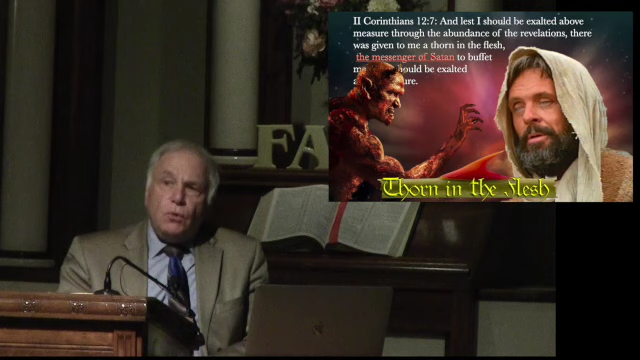 II Corinthians 12:7: And lest I should be exalted above
measure through the abundance of the revelations, there
was given to me a thorn in the flesh,
the messenger of Satan to buffet
should be exalted
Thorn in the flesh
FA